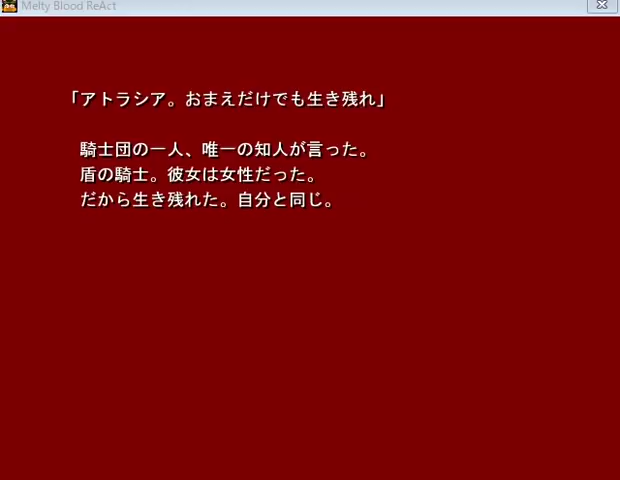 Melty Blood ReAct
「アトラシア。おまえだけでも生き残れ」
騎士団の一人、唯一の知人が言った。
盾の騎士。彼女は女性だった。
だから生き残れた。自分と同じ。